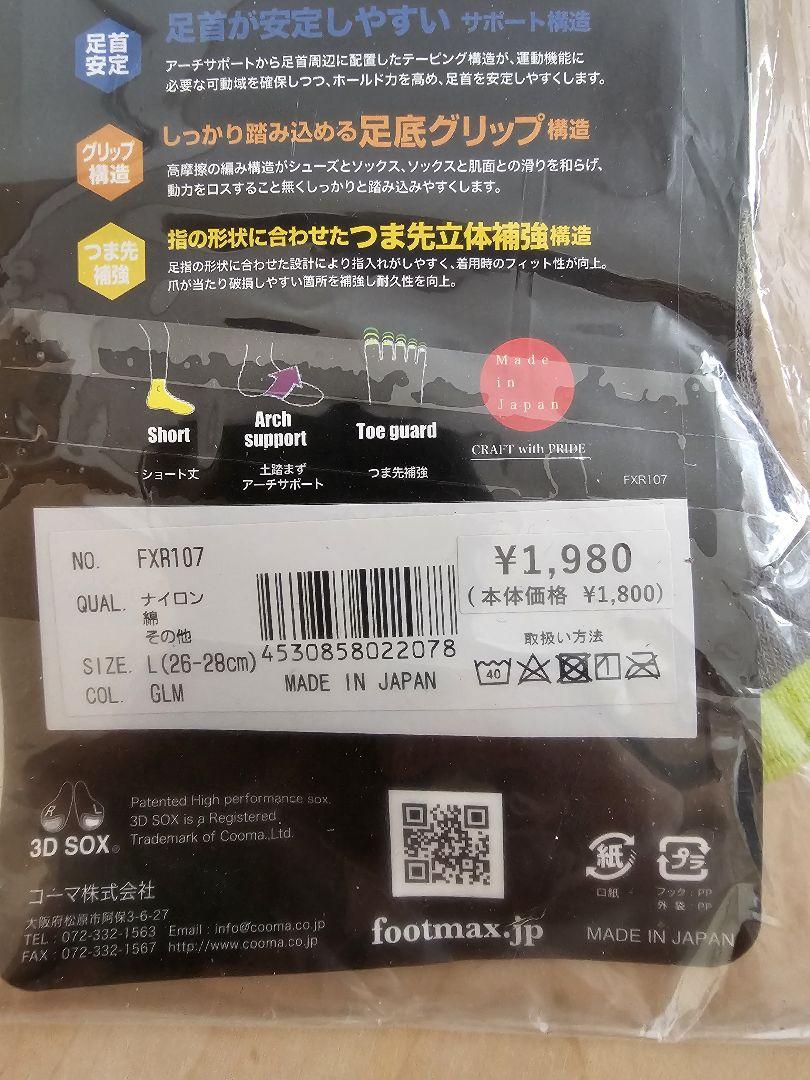 足首
安定
足首が安定しやすい サポート構造
アーチサポートから足首周辺に配置したテーピング構造が、運動機能に
必要な可動域を確保しつつ、ホールド力を高め、足首を安定しやすくします。
グリップ
構造
しっかり踏み込める足底グリップ構造
高摩擦の編み構造がシューズとソックス、ソックスと肌面との滑りを和らげ、
動力をロスすること無くしっかりと踏み込みやすくします。
つま先
補強
指の形状に合わせたつま先立体補強構造
足指の形状に合わせた設計により指入れがしやすく、着用時のフィット性が向上。
爪が当たり破損しやすい箇所を補強し耐久性を向上。
Short
ショート丈
Arch
support
土踏まず
アーチサポート
Toe guard
つま先補強
Made
in
Japan
CRAFT with PRIDE
FXR107
NO. FXR107
QUAL. ナイロン
綿
その他
SIZE. L(26-28cm)
COL. GLM
4530858022078
MADE IN JAPAN
¥1,980
(本体価格 ¥1,800)
取扱い方法
40
R L
3D SOX®
Patented High performance sox.
3D SOX is a Registered
Trademark of Cooma.,Ltd.
コーマ株式会社
大阪府松原市阿保3-6-27
TEL : 072-332-1563 Email : info@cooma.co.jp
FAX : 072-332-1567 http://www.cooma.co.jp
footmax.jp
紙
口紙
プラ
フック : PP
外 袋 : PP
MADE IN JAPAN